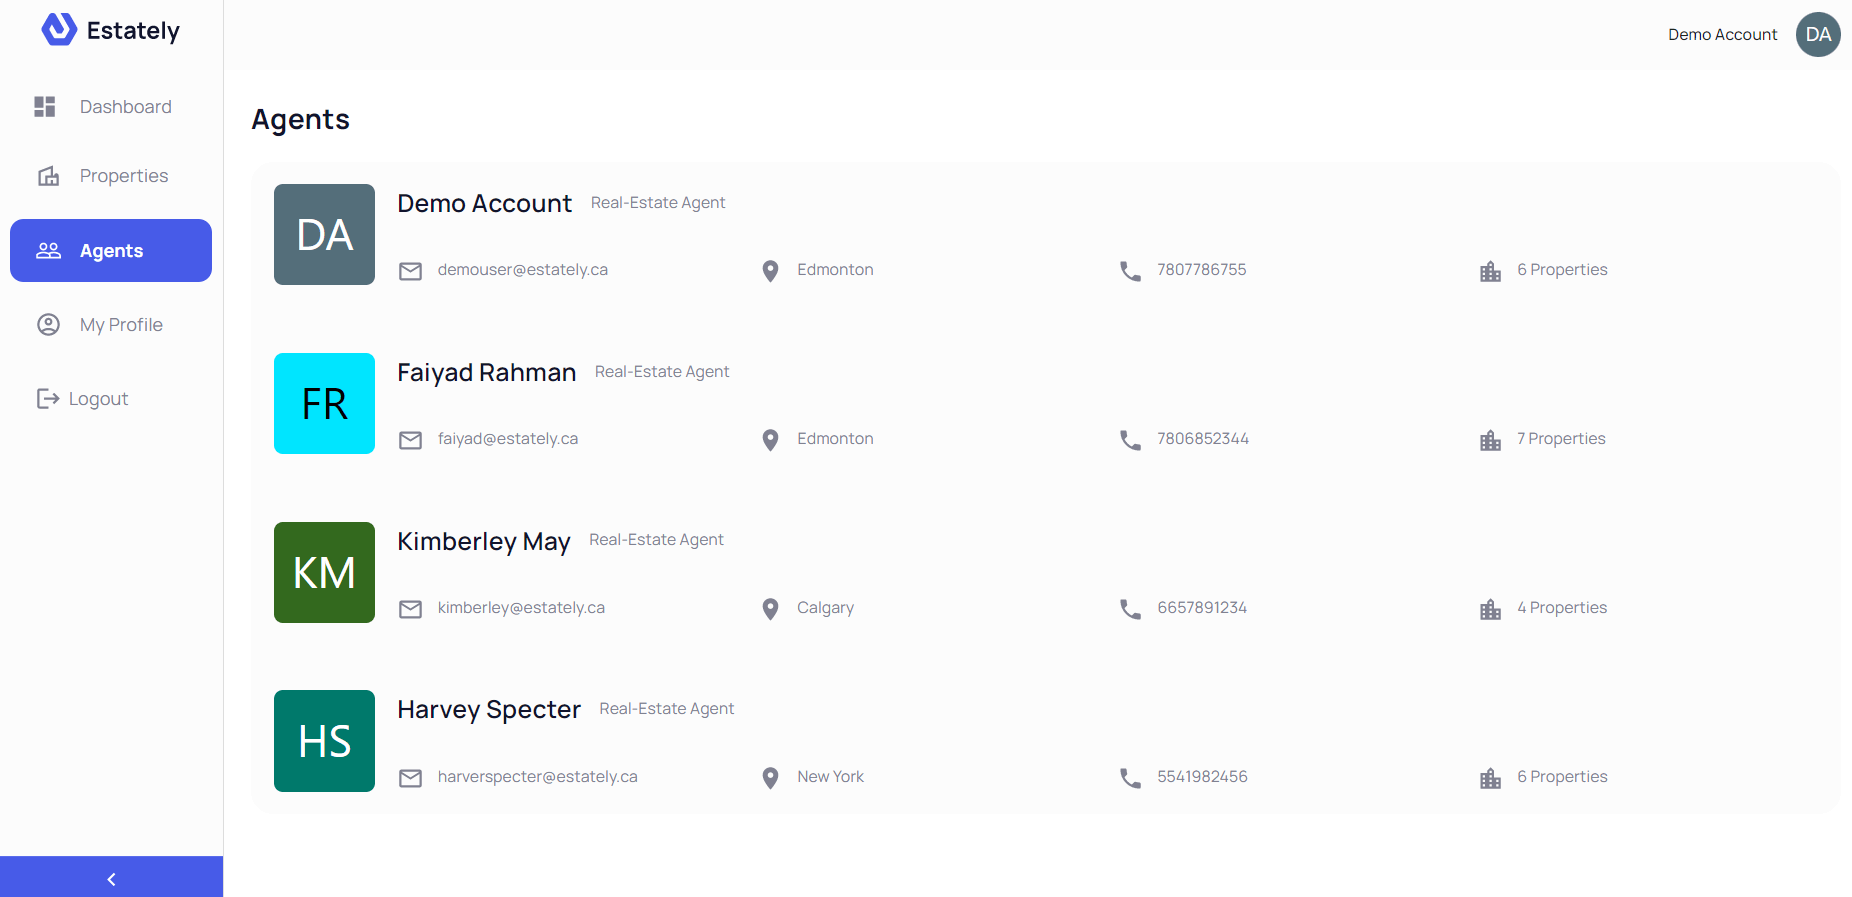 Estately
Demo Account
DA
Dashboard
Properties
Agents
My Profile
Logout
Agents
DA
Demo Account Real-Estate Agent
demouser@estately.ca Edmonton 7807786755 6 Properties
FR
Faiyad Rahman Real-Estate Agent
faiyad@estately.ca Edmonton 7806852344 7 Properties
KM
Kimberley May Real-Estate Agent
kimberley@estately.ca Calgary 6657891234 4 Properties
HS
Harvey Specter Real-Estate Agent
harverspecter@estately.ca New York 5541982456 6 Properties